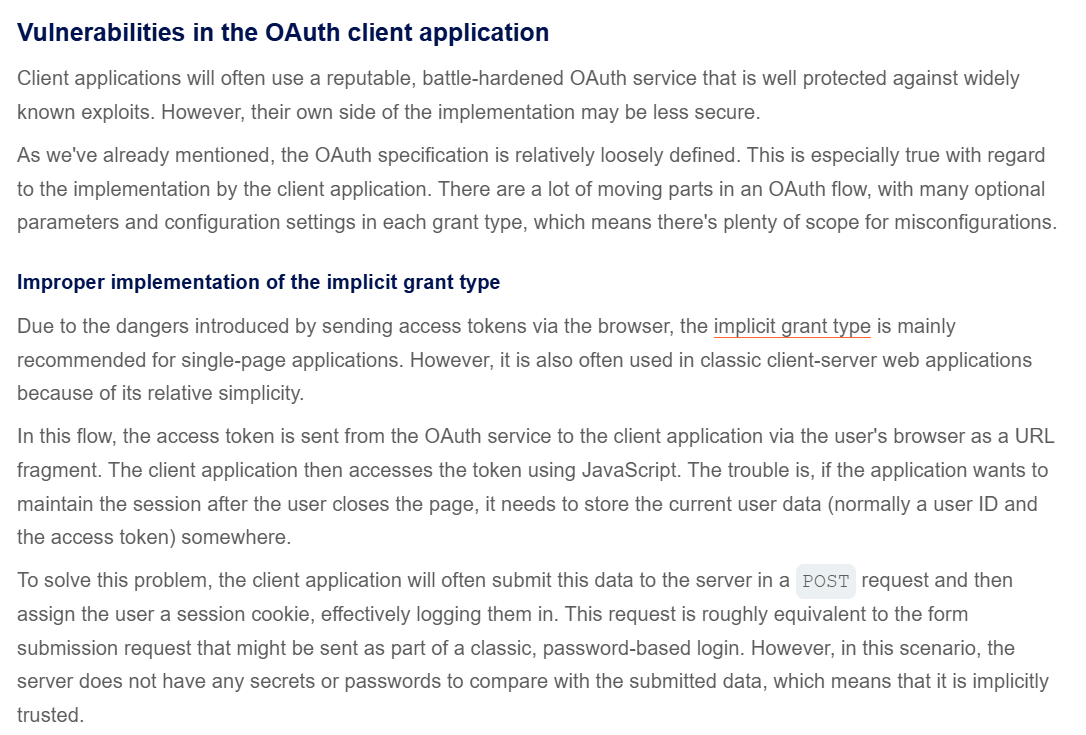 Vulnerabilities in the OAuth client application
Client applications will often use a reputable, battle-hardened OAuth service that is well protected against widely
known exploits. However, their own side of the implementation may be less secure.
As we've already mentioned, the OAuth specification is relatively loosely defined. This is especially true with regard
to the implementation by the client application. There are a lot of moving parts in an OAuth flow, with many optional
parameters and configuration settings in each grant type, which means there's plenty of scope for misconfigurations.
Improper implementation of the implicit grant type
Due to the dangers introduced by sending access tokens via the browser, the implicit grant type is mainly
recommended for single-page applications. However, it is also often used in classic client-server web applications
because of its relative simplicity.
In this flow, the access token is sent from the OAuth service to the client application via the user's browser as a URL
fragment. The client application then accesses the token using JavaScript. The trouble is, if the application wants to
maintain the session after the user closes the page, it needs to store the current user data (normally a user ID and
the access token) somewhere.
To solve this problem, the client application will often submit this data to the server in a POST request and then
assign the user a session cookie, effectively logging them in. This request is roughly equivalent to the form
submission request that might be sent as part of a classic, password-based login. However, in this scenario, the
server does not have any secrets or passwords to compare with the submitted data, which means that it is implicitly
trusted.